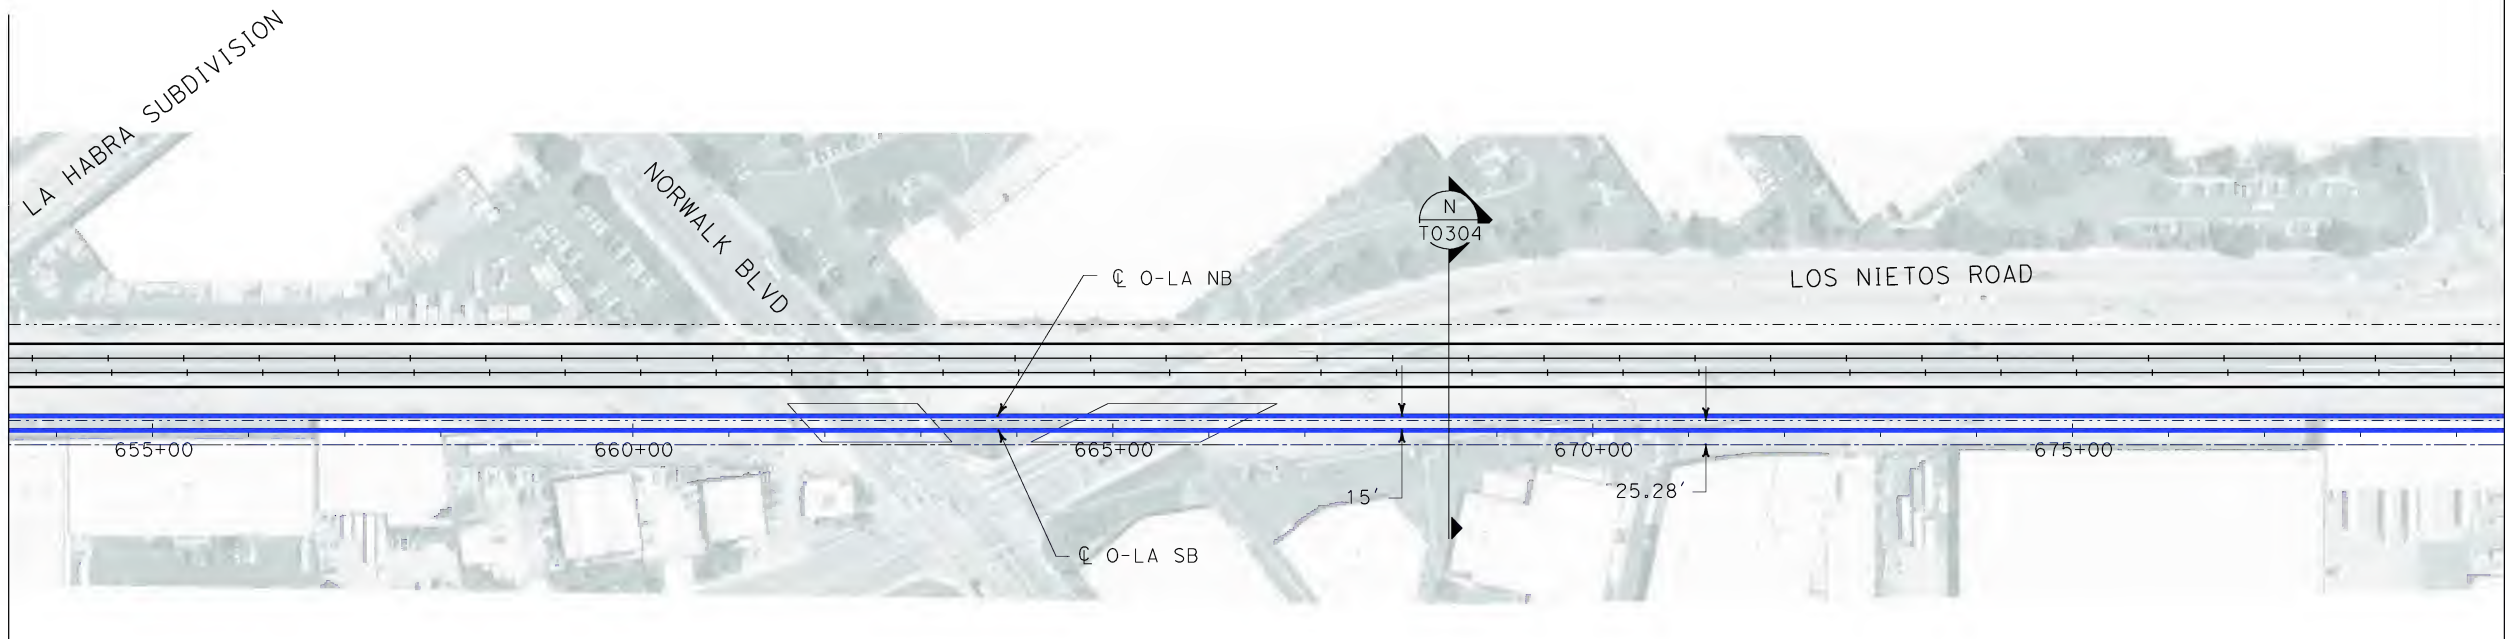 LA HABRA SUBDIVISION
NORWALK BLVD
N
T0304
LOS NIETOS ROAD
℄ O-LA NB
655+00
660+00
665+00
670+00
675+00
15'
25.28'
℄ O-LA SB